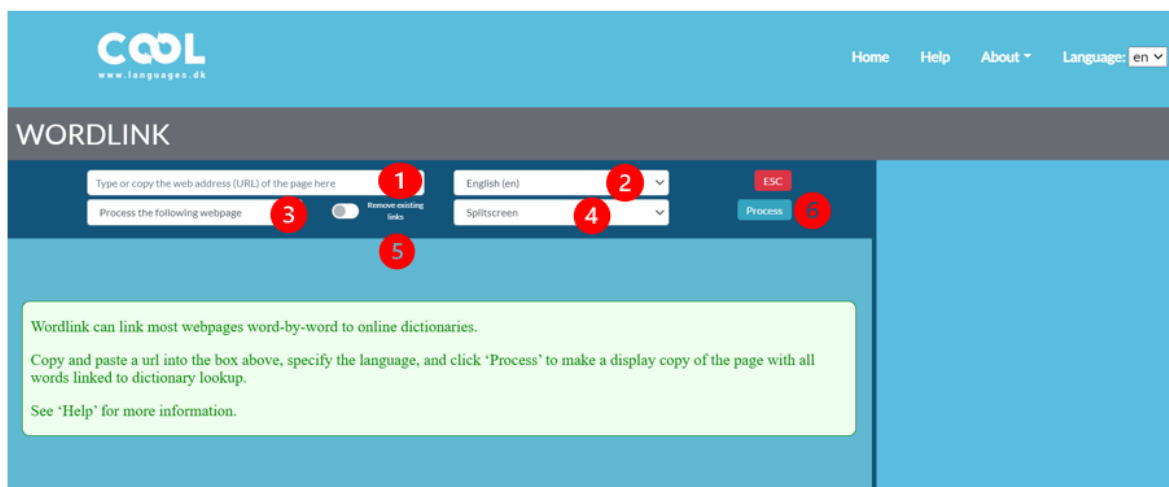 COOL
www.languages.dk
Home Help About Language: en
WORDLINK
Type or copy the web address (URL) of the page here 1 English (en) 2 ESC
Process the following webpage 3 Remove existing links Splitscreen 4 Process 6
5
Wordlink can link most webpages word-by-word to online dictionaries.
Copy and paste a url into the box above, specify the language, and click ‘Process’ to make a display copy of the page with all
words linked to dictionary lookup.
See ‘Help’ for more information.